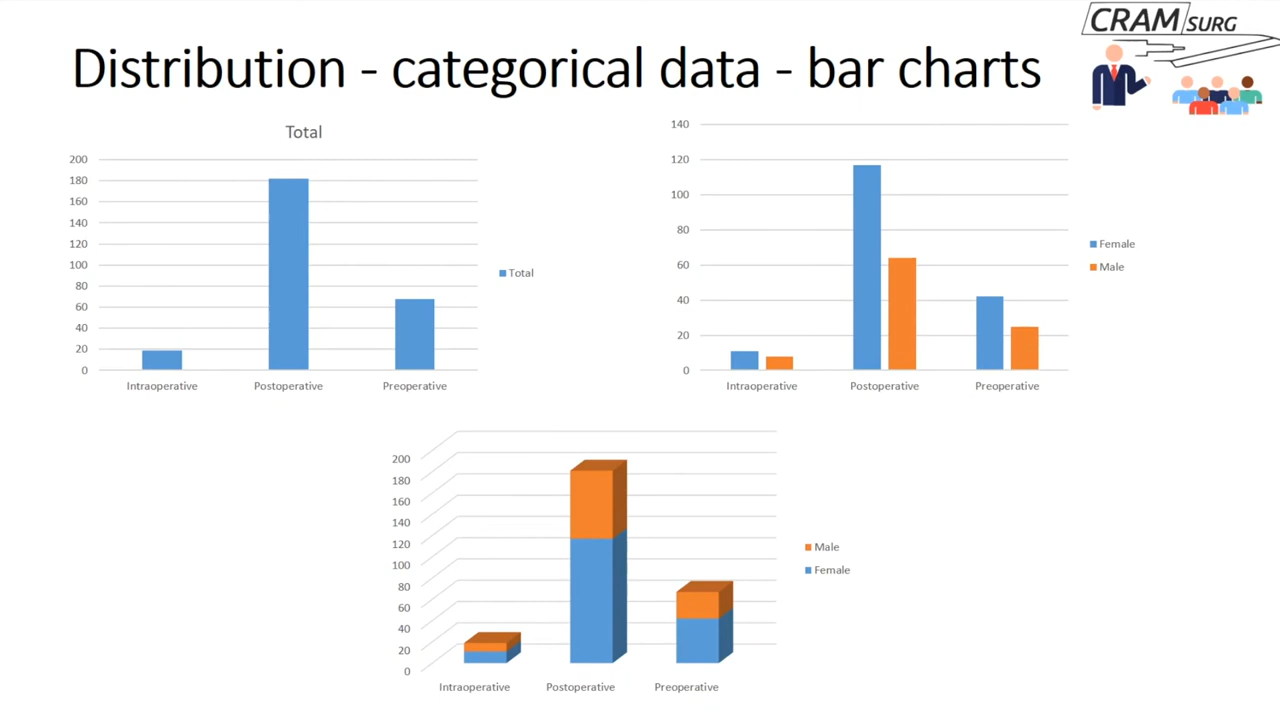 CRAM SURG
Distribution - categorical data - bar charts
Total
200
180
160
140
120
100
80
60
40
20
0
Intraoperative Postoperative Preoperative
Total
140
120
100
80
60
40
20
0
Intraoperative Postoperative Preoperative
Female
Male
200
180
160
140
120
100
80
60
40
20
0
Intraoperative Postoperative Preoperative
Male
Female